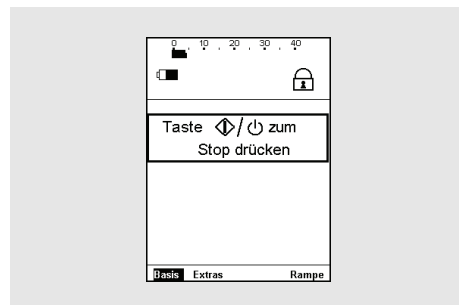 0 . 10 . 20 . 30 . 40
Taste /⏻ zum
Stop drücken
Basis Extras Rampe